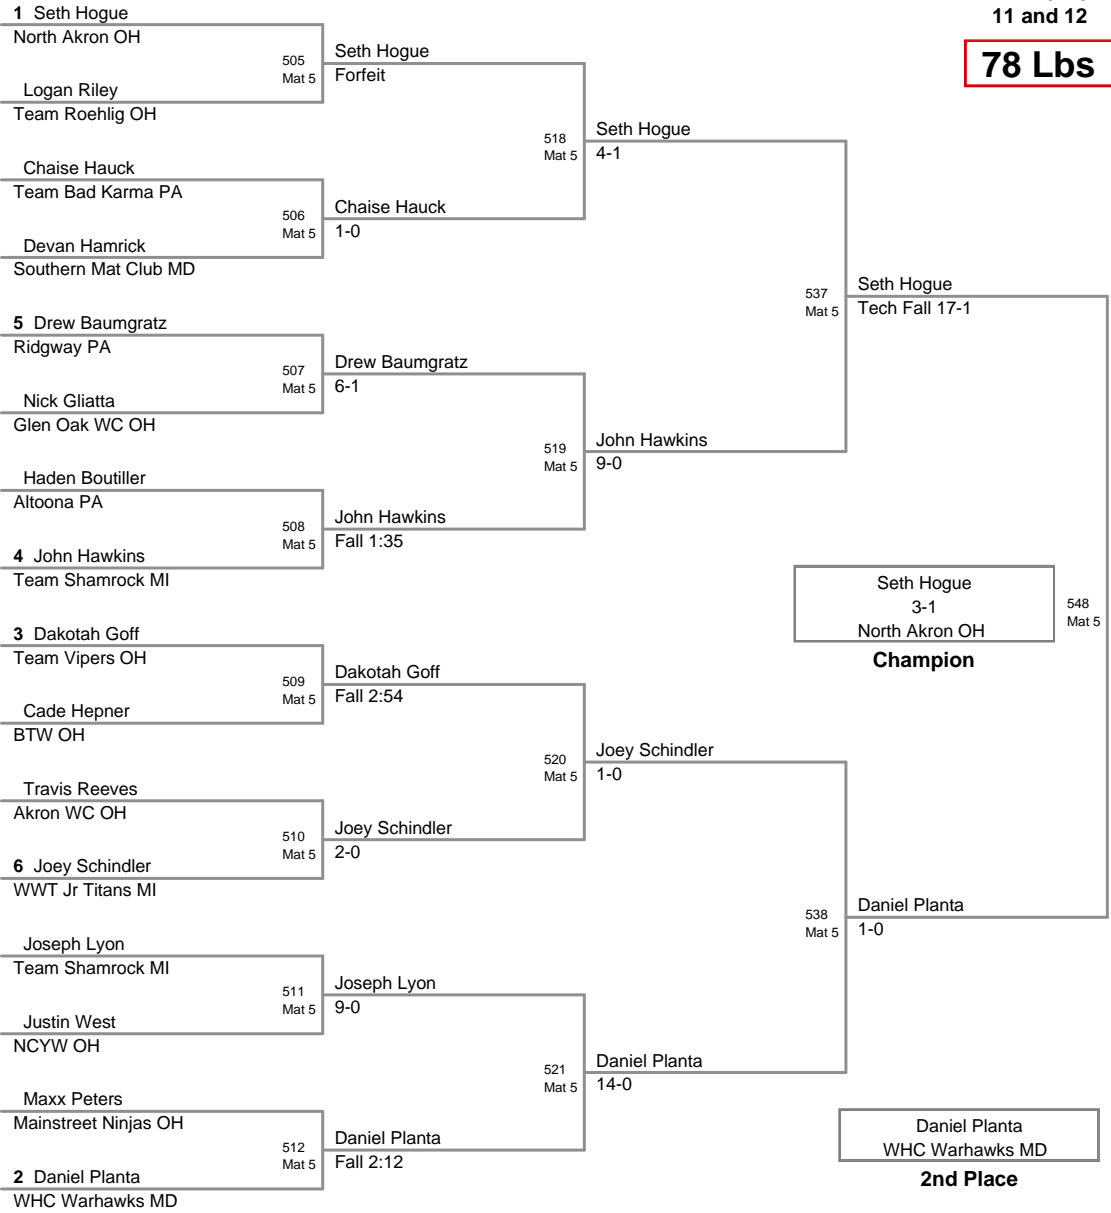 11 and 12
78 Lbs
1 Seth Hogue
North Akron OH
505
Mat 5
Logan Riley
Team Roehlig OH
Seth Hogue
Forfeit
Chaise Hauck
Team Bad Karma PA
506
Mat 5
Devan Hamrick
Southern Mat Club MD
Chaise Hauck
1-0
518
Mat 5
Seth Hogue
4-1
5 Drew Baumgratz
Ridgway PA
507
Mat 5
Nick Gliatta
Glen Oak WC OH
Drew Baumgratz
6-1
Haden Boutiller
Altoona PA
508
Mat 5
4 John Hawkins
Team Shamrock MI
John Hawkins
Fall 1:35
519
Mat 5
John Hawkins
9-0
537
Mat 5
Seth Hogue
Tech Fall 17-1
3 Dakotah Goff
Team Vipers OH
509
Mat 5
Cade Hepner
BTW OH
Dakotah Goff
Fall 2:54
Travis Reeves
Akron WC OH
510
Mat 5
6 Joey Schindler
WWT Jr Titans MI
Joey Schindler
2-0
520
Mat 5
Joey Schindler
1-0
Joseph Lyon
Team Shamrock MI
511
Mat 5
Justin West
NCYW OH
Joseph Lyon
9-0
Maxx Peters
Mainstreet Ninjas OH
512
Mat 5
2 Daniel Planta
WHC Warhawks MD
Daniel Planta
Fall 2:12
521
Mat 5
Daniel Planta
14-0
538
Mat 5
Daniel Planta
1-0
548
Mat 5
Seth Hogue
3-1
North Akron OH
Champion
Daniel Planta
WHC Warhawks MD
2nd Place